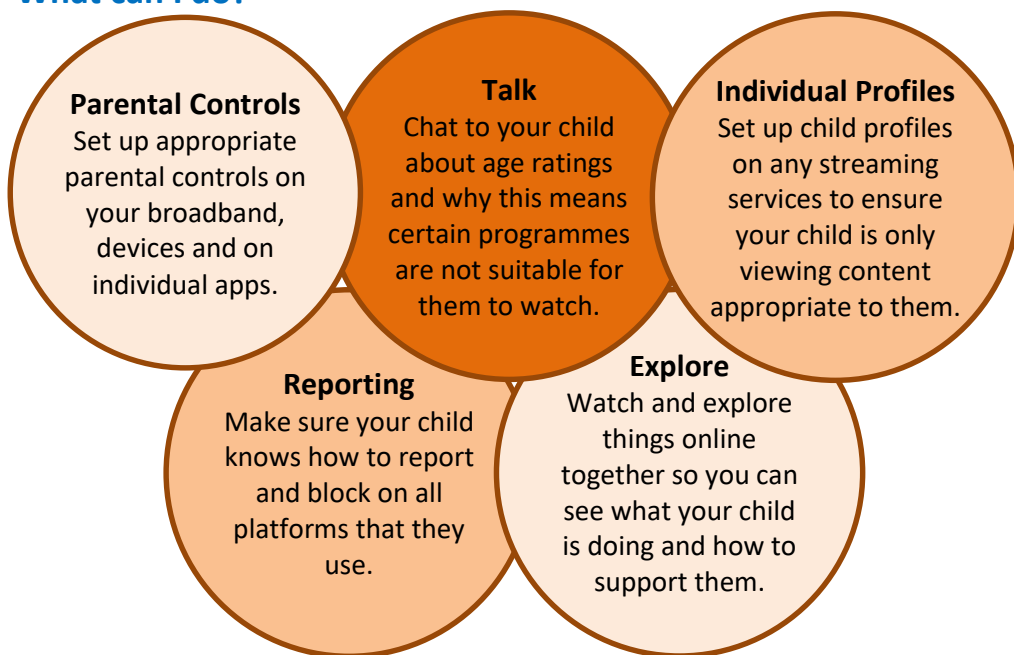 What can I do?
Parental Controls
Set up appropriate
parental controls on
your broadband,
devices and on
individual apps.
Talk
Chat to your child
about age ratings
and why this means
certain programmes
are not suitable for
them to watch.
Individual Profiles
Set up child profiles
on any streaming
services to ensure
your child is only
viewing content
appropriate to them.
Reporting
Make sure your child
knows how to report
and block on all
platforms that they
use.
Explore
Watch and explore
things online
together so you can
see what your child
is doing and how to
support them.